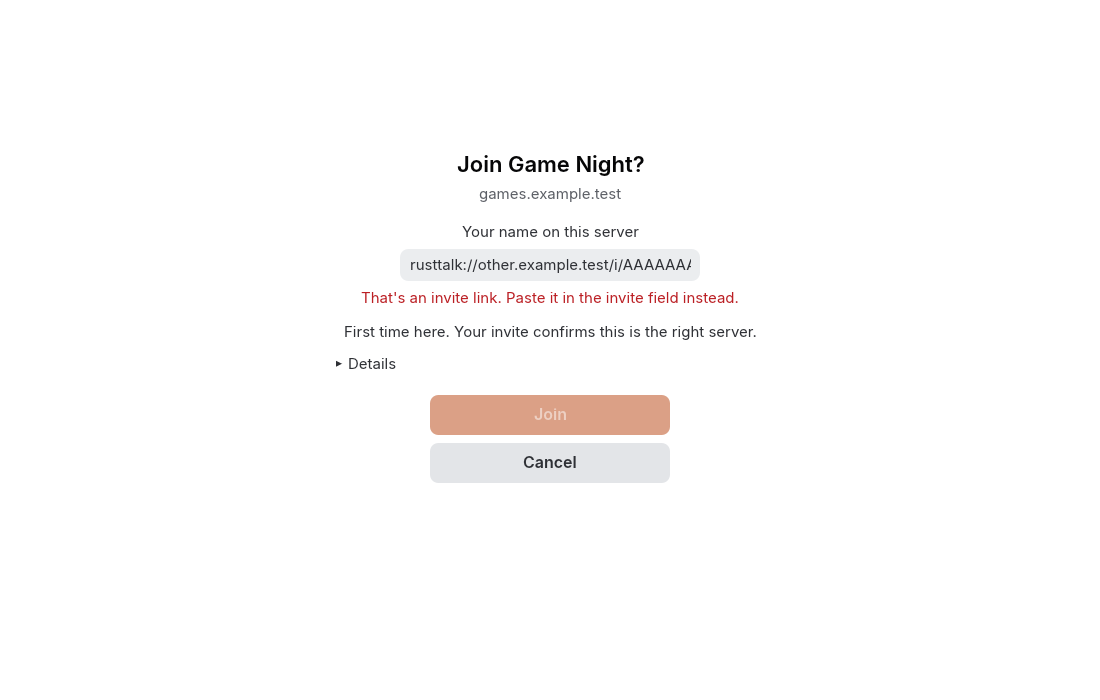 Join Game Night?
games.example.test
Your name on this server
rusttalk://other.example.test/i/AAAAAAA
That's an invite link. Paste it in the invite field instead.
First time here. Your invite confirms this is the right server.
Details
Join
Cancel